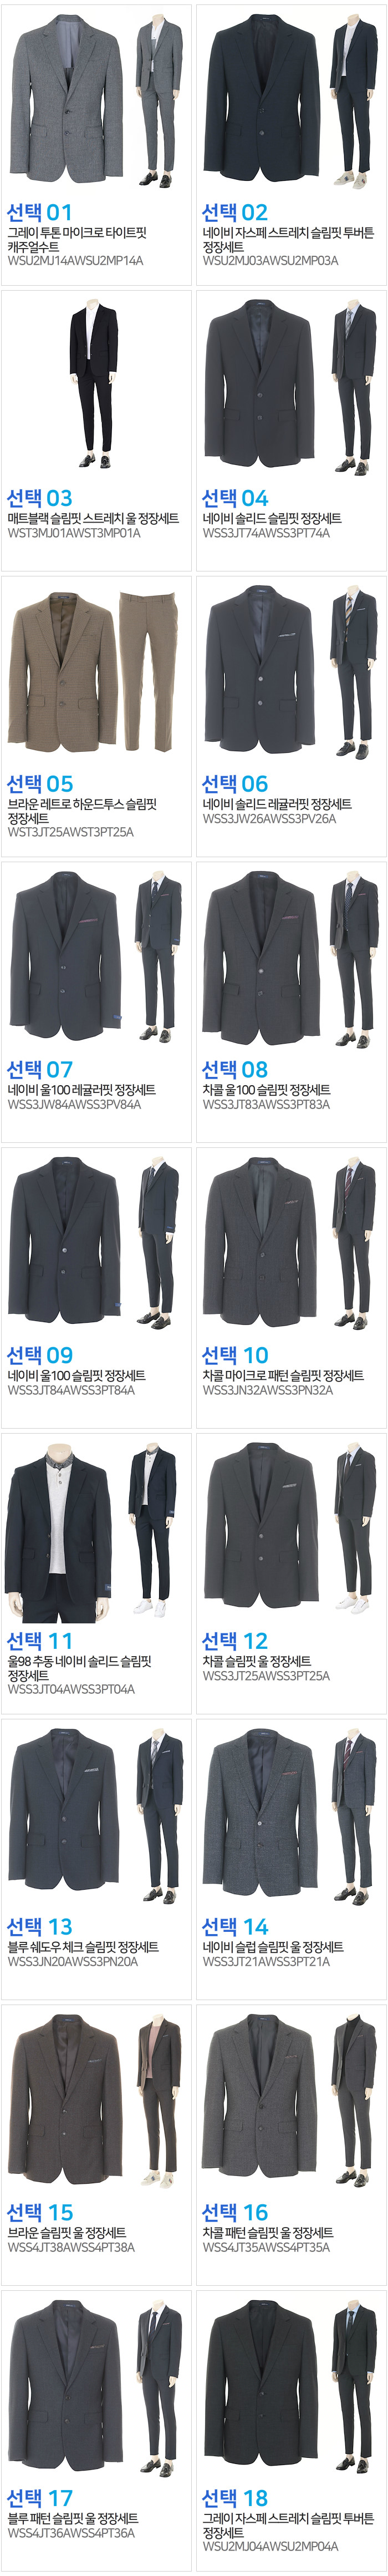 선택 01
그레이 투톤 마이크로 타이트핏
캐주얼수트
WSU2MJ14AWSU2MP14A
선택 02
네이비 자스페 스트레치 슬림핏 투버튼
정장세트
WSU2MJ03AWSU2MP03A
선택 03
매트블랙 슬림핏 스트레치 울 정장세트
WST3MJ01AWST3MP01A
선택 04
네이비 솔리드 슬림핏 정장세트
WSS3JT74AWSS3PT74A
선택 05
브라운 레트로 하운드투스 슬림핏
정장세트
WST3JT25AWST3PT25A
선택 06
네이비 솔리드 레귤러핏 정장세트
WSS3JW26AWSS3PV26A
선택 07
네이비 울100 레귤러핏 정장세트
WSS3JW84AWSS3PV84A
선택 08
차콜 울100 슬림핏 정장세트
WSS3JT83AWSS3PT83A
선택 09
네이비 울100 슬림핏 정장세트
WSS3JT84AWSS3PT84A
선택 10
차콜 마이크로 패턴 슬림핏 정장세트
WSS3JN32AWSS3PN32A
선택 11
울98 추동 네이비 솔리드 슬림핏
정장세트
WSS3JT04AWSS3PT04A
선택 12
차콜 슬림핏 울 정장세트
WSS3JT25AWSS3PT25A
선택 13
블루 쉐도우 체크 슬림핏 정장세트
WSS3JN20AWSS3PN20A
선택 14
네이비 슬럽 슬림핏 울 정장세트
WSS3JT21AWSS3PT21A
선택 15
브라운 슬림핏 울 정장세트
WSS4JT38AWSS4PT38A
선택 16
차콜 패턴 슬림핏 울 정장세트
WSS4JT35AWSS4PT35A
선택 17
블루 패턴 슬림핏 울 정장세트
WSS4JT36AWSS4PT36A
선택 18
그레이 자스페 스트레치 슬림핏 투버튼
정장세트
WSU2MJ04AWSU2MP04A